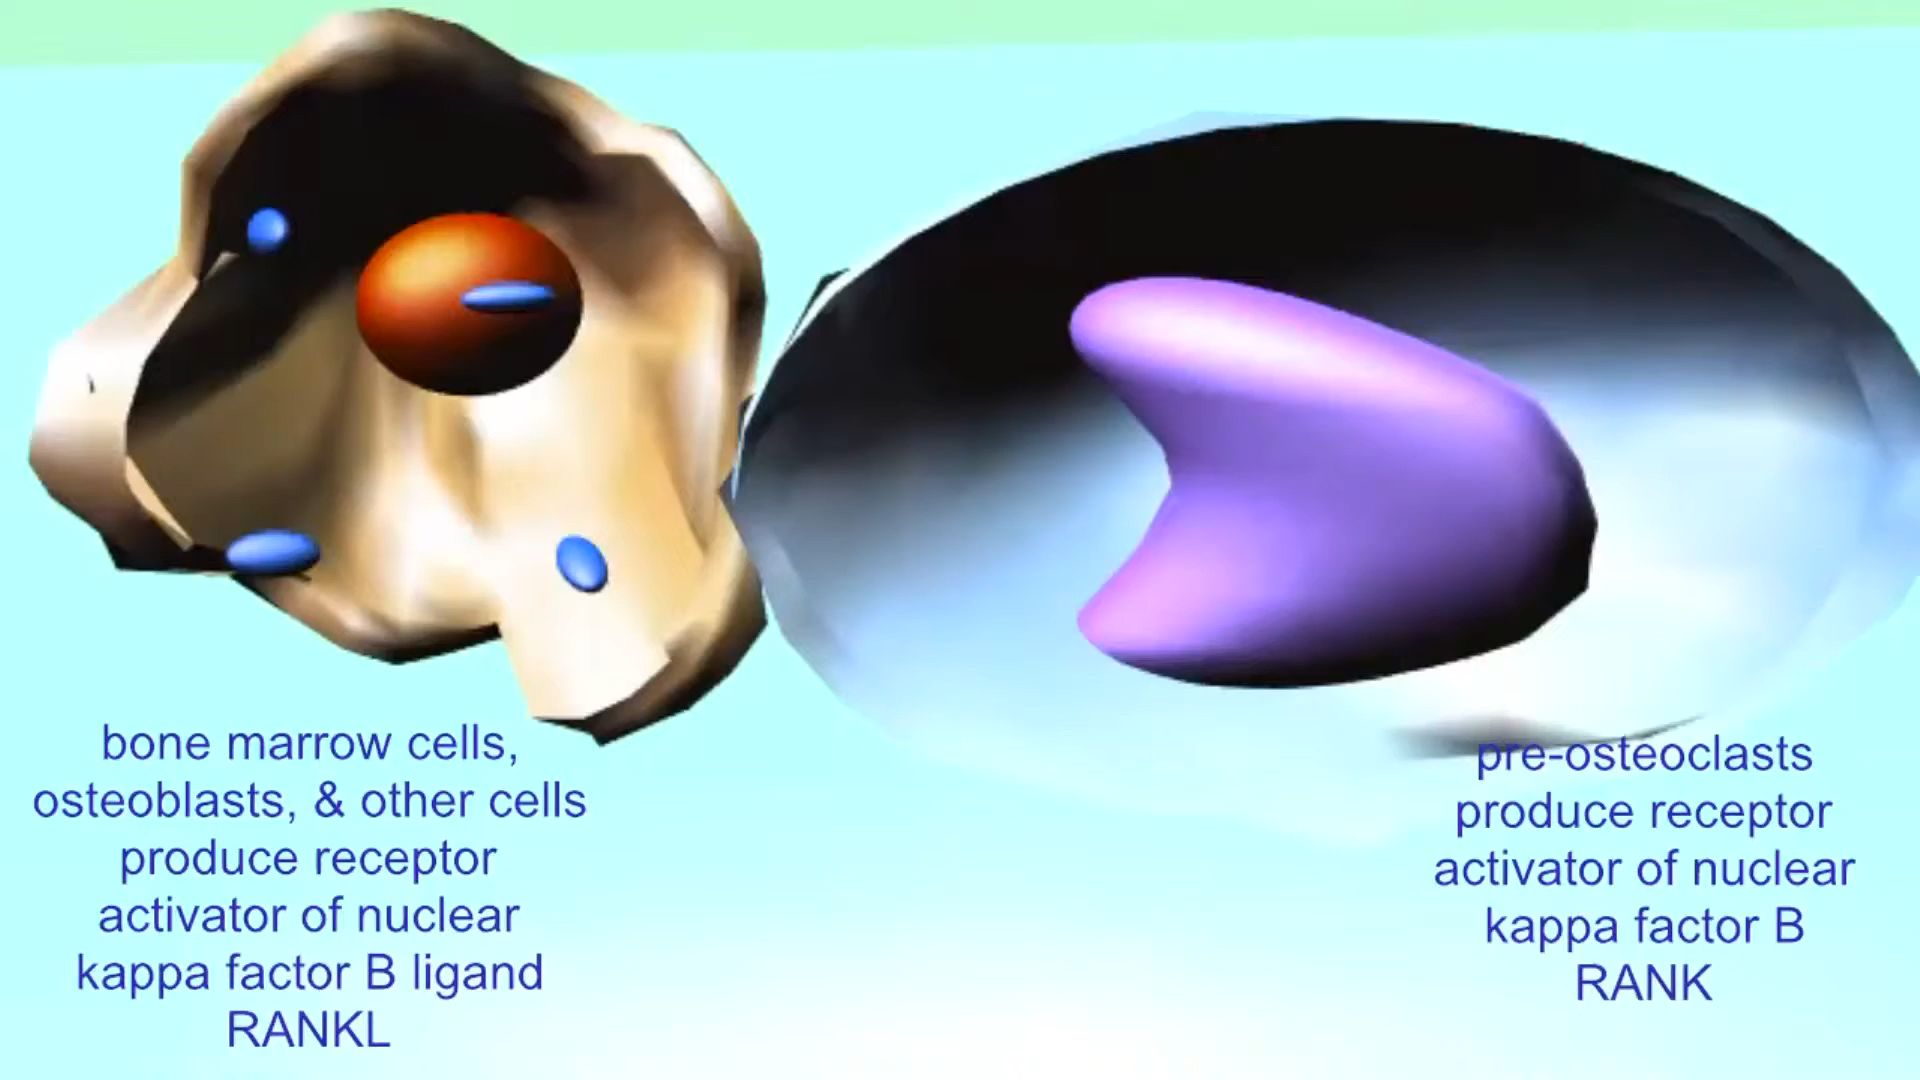 bone marrow cells,
osteoblasts, & other cells
produce receptor
activator of nuclear
kappa factor B ligand
RANKL
pre-osteoclasts
produce receptor
activator of nuclear
kappa factor B
RANK